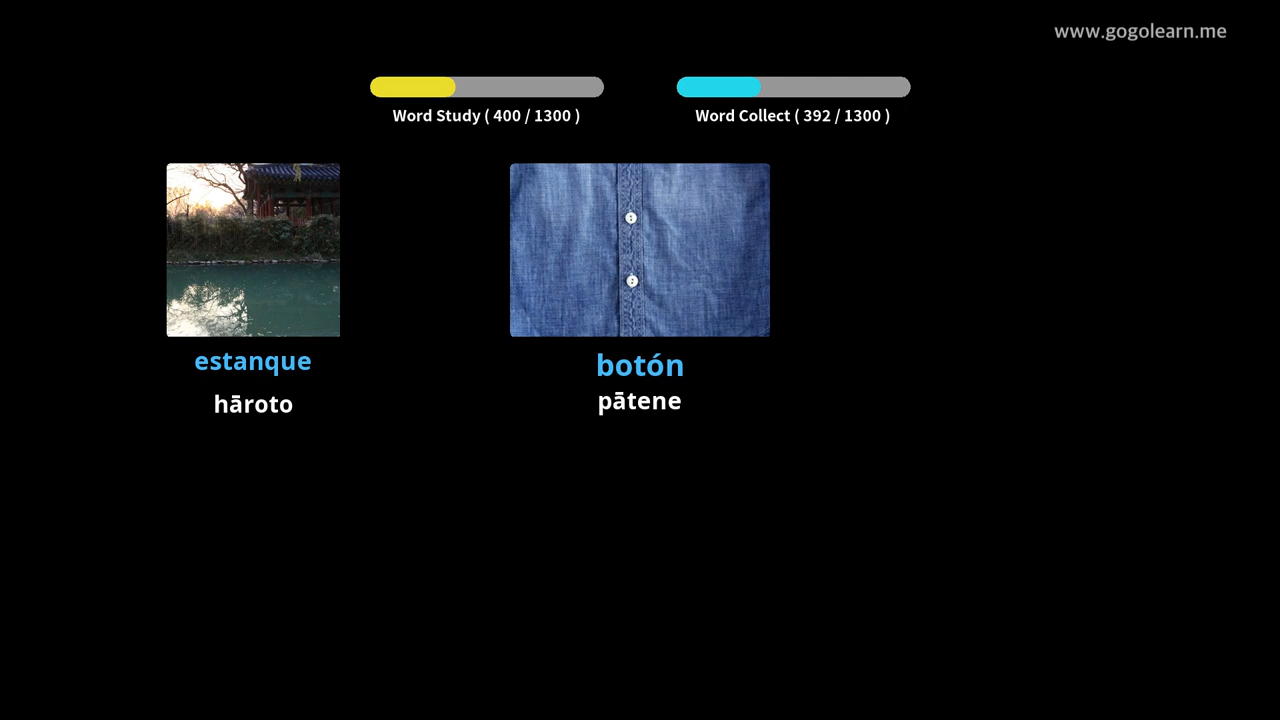 www.gogolearn.me
Word Study ( 400 / 1300 )
Word Collect ( 392 / 1300 )
estanque
hāroto
botón
pātene